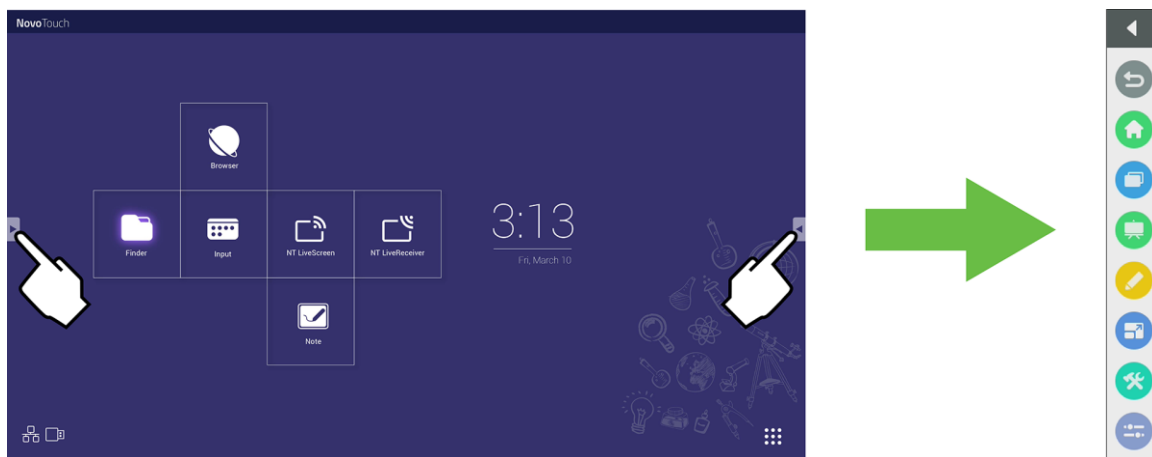 NovoTouch
Browser
Finder
Input
NT LiveScreen
NT LiveReceiver
3:13
Fri, March 10
Note